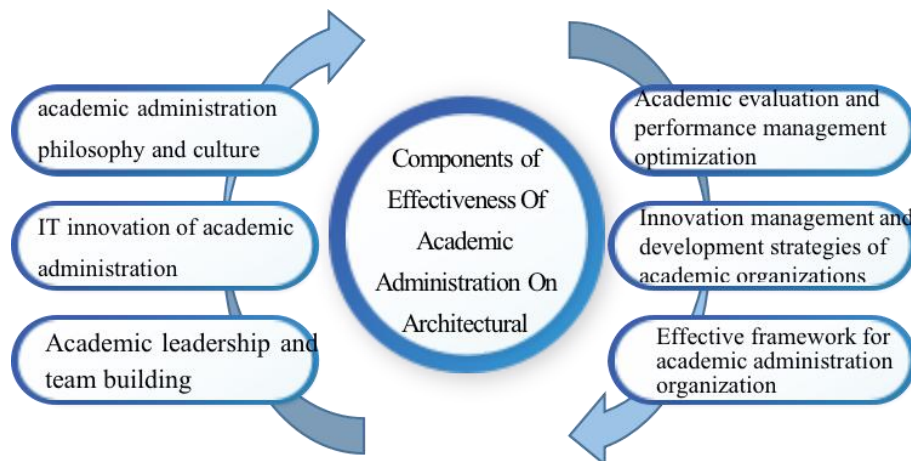 academic administration
philosophy and culture
IT innovation of academic
administration
Academic leadership and
team building
Components of
Effectiveness Of
Academic
Administration On
Architectural
Academic evaluation and
performance management
optimization
Innovation management and
development strategies of
academic organizations
Effective framework for
academic administration
organization